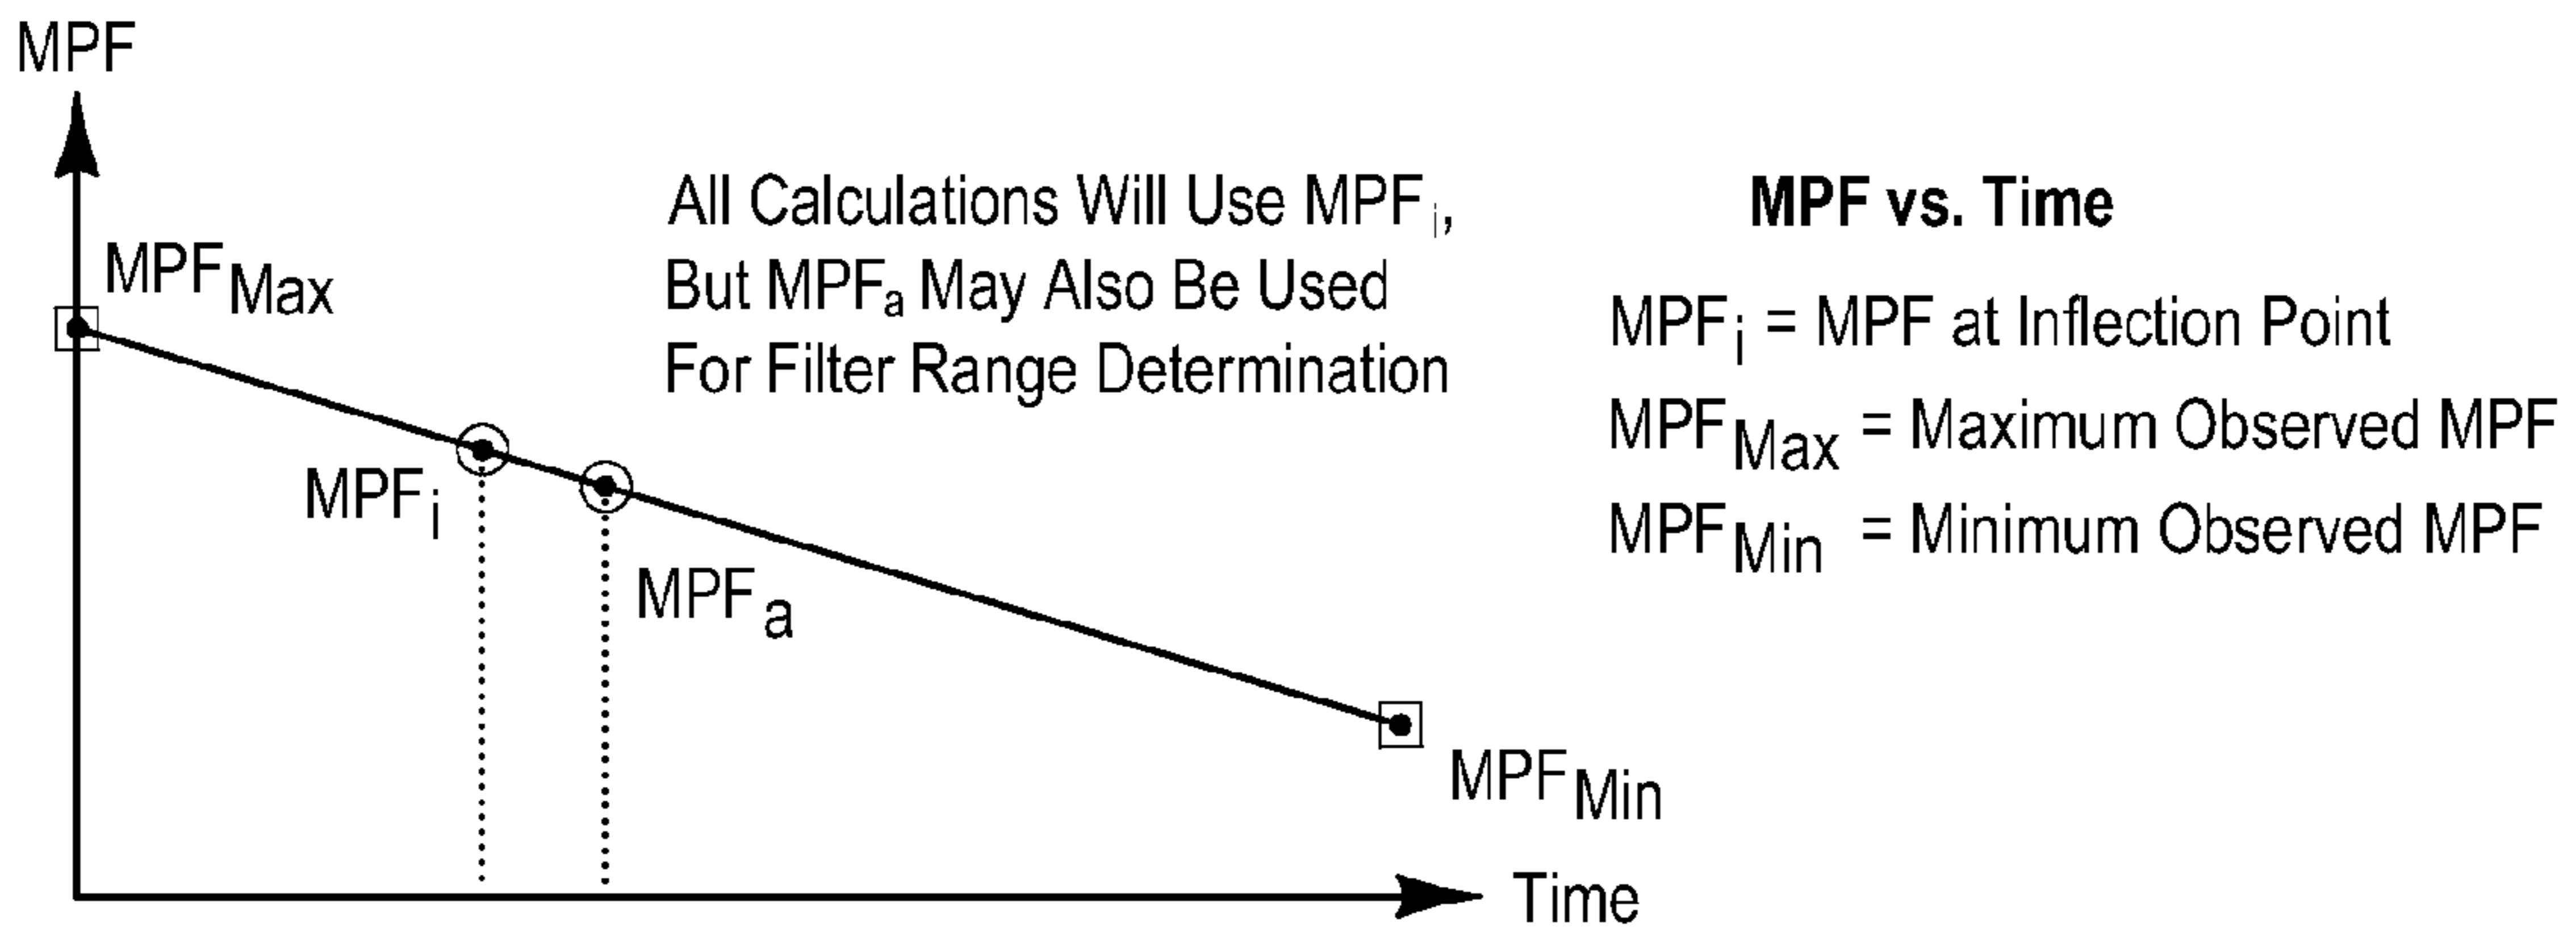 MPF
MPFMax
All Calculations Will Use MPFi,
But MPFa May Also Be Used
For Filter Range Determination
MPF vs. Time
MPFi = MPF at Inflection Point
MPFMax = Maximum Observed MPF
MPFMin = Minimum Observed MPF
MPFi
MPFa
MPFMin
Time